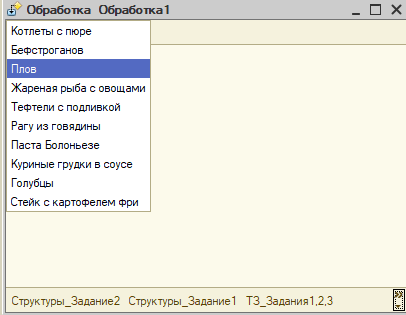 Обработка Обработка1
Котлеты с пюре
Бефстроганов
Плов
Жареная рыба с овощами
Тефтели с подливкой
Рагу из говядины
Паста Болоньезе
Куриные грудки в соусе
Голубцы
Стейк с картофелем фри
Структуры_Задание2 Структуры_Задание1 ТЗ_Задания1,2,3